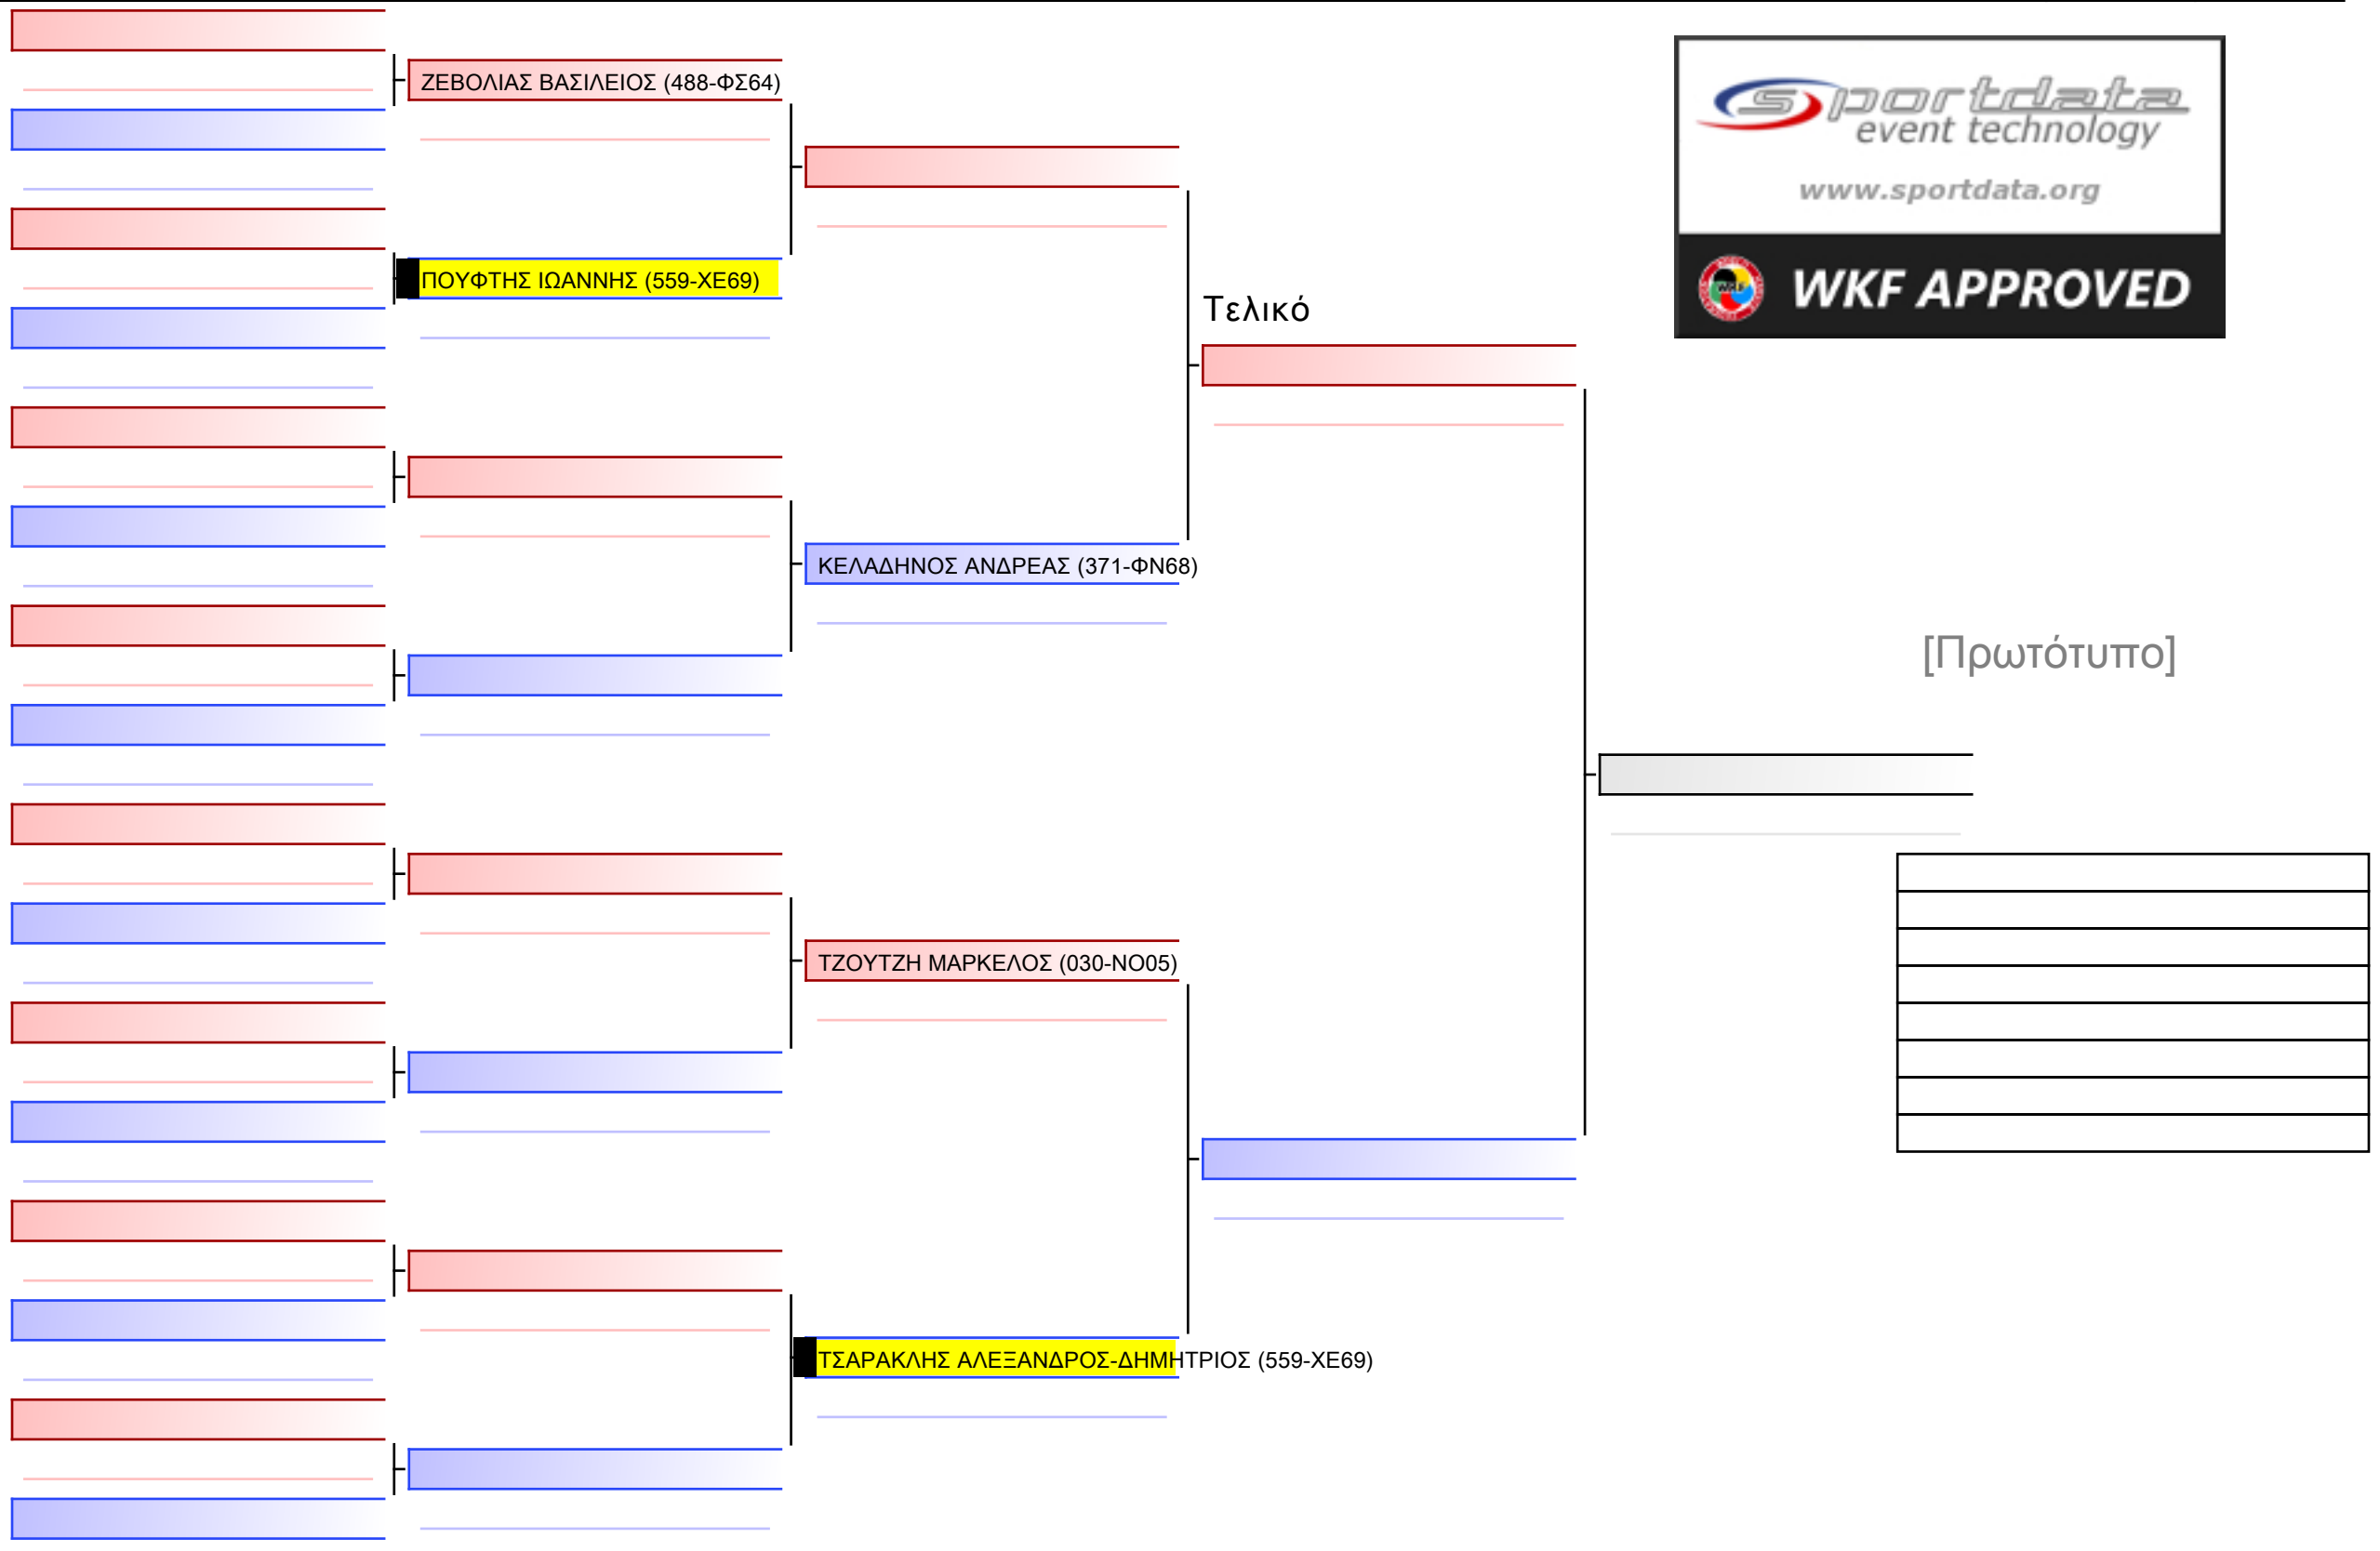 ΖΕΒΟΛΙΑΣ ΒΑΣΙΛΕΙΟΣ (488-ΦΣ64)
ΠΟΥΦΤΗΣ ΙΩΑΝΝΗΣ (559-ΧΕ69)
ΚΕΛΑΔΗΝΟΣ ΑΝΔΡΕΑΣ (371-ΦΝ68)
ΤΖΟΥΤΖΗ ΜΑΡΚΕΛΟΣ (030-ΝΟ05)
ΤΣΑΡΑΚΛΗΣ ΑΛΕΞΑΝΔΡΟΣ-ΔΗΜΗΤΡΙΟΣ (559-ΧΕ69)
Τελικό
sportdata
event technology
www.sportdata.org
WKF
WKF APPROVED
[Πρωτότυπο]